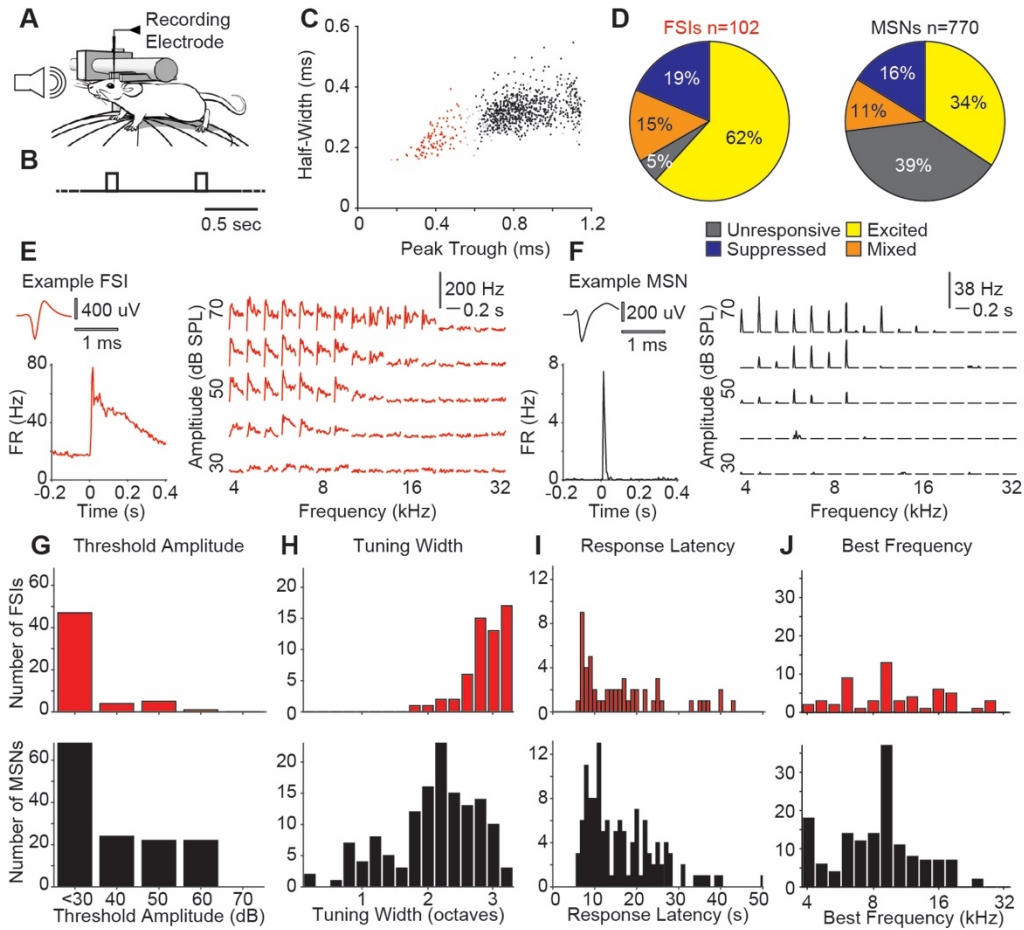 A
Recording
Electrode
B
0.5 sec
C
Half-Width (ms)
0.6
0.4
0.2
0
0 0.4 0.8 1.2
Peak Trough (ms)
D
FSIs n=102
19%
15%
5%
62%
MSNs n=770
16%
11%
34%
39%
Unresponsive Excited
Suppressed Mixed
E
Example FSI
400 uV
1 ms
FR (Hz)
80
40
0
-0.2 0 0.2 0.4
Time (s)
200 Hz
0.2 s
Ampltiude (dB SPL)
70
50
30
4 8 16 32
Frequency (kHz)
F
Example MSN
200 uV
1 ms
FR (Hz)
8
4
0
-0.2 0 0.2 0.4
Time (s)
38 Hz
0.2 s
Amplitude (dB SPL)
70
50
30
4 8 16 32
Frequency (kHz)
G Threshold Amplitude
Number of FSIs
60
40
20
0
Number of MSNs
60
40
20
0
<30 40 50 60 70
Threshold Amplitude (dB)
H Tuning Width
20
15
10
5
0
20
15
10
5
0
1 2 3
Tuning Width (octaves)
I Response Latency
12
8
4
0
12
8
4
0
0 10 20 30 40 50
Response Latency (s)
J Best Frequency
30
20
10
0
30
20
10
0
4 8 16 32
Best Frequency (kHz)